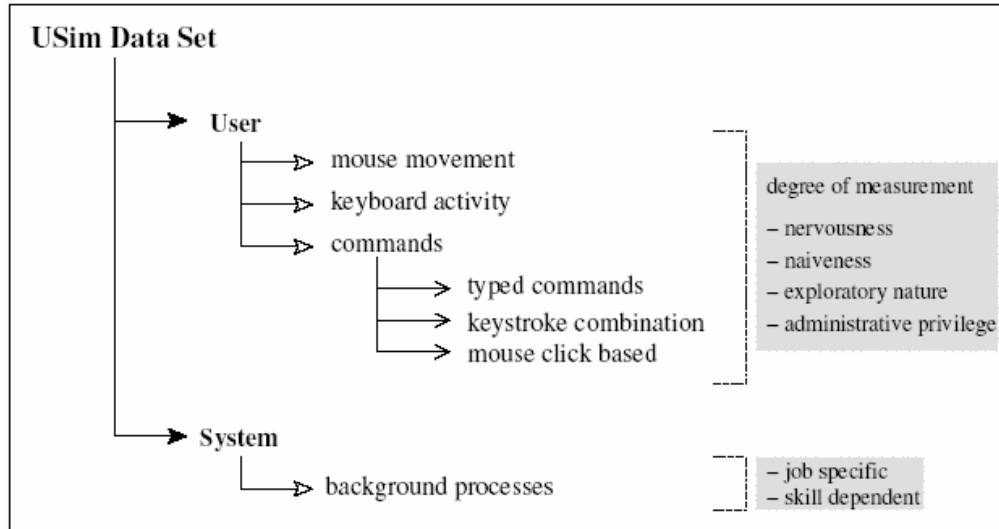 USim Data Set
User
mouse movement
keyboard activity
commands
typed commands
keystroke combination
mouse click based
degree of measurement
– nervousness
– naiveness
– exploratory nature
– administrative privilege
System
background processes
– job specific
– skill dependent